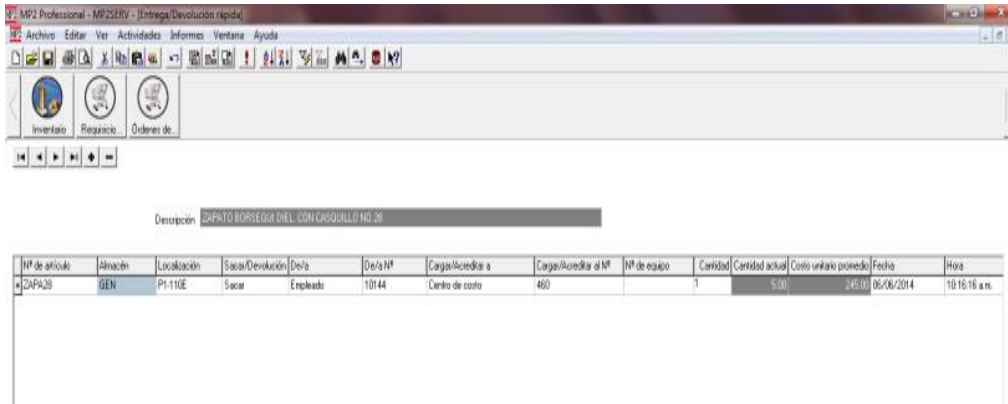 MP2 Professional - MP2SERV - [Entrega/Devolución rápida]
Archivo Editar Ver Actividades Informes Ventana Ayuda
Inventario Requisicio... Órdenes de...
Descripción ZAPATO BORSEGUI DIEL. CON CASQUILLO NO.28
Nº de artículo Almacén Localización Sacar/Devolución De/a De/a Nº Cargar/Acreditar a Cargar/Acreditar al Nº Nº de equipo Cantidad Cantidad actual Costo unitario promedio Fecha Hora
ZAPA28 GEN P1-110E Sacar Empleado 10144 Centro de costo 460 1 5.00 245.00 06/06/2014 10:16:16 a.m.